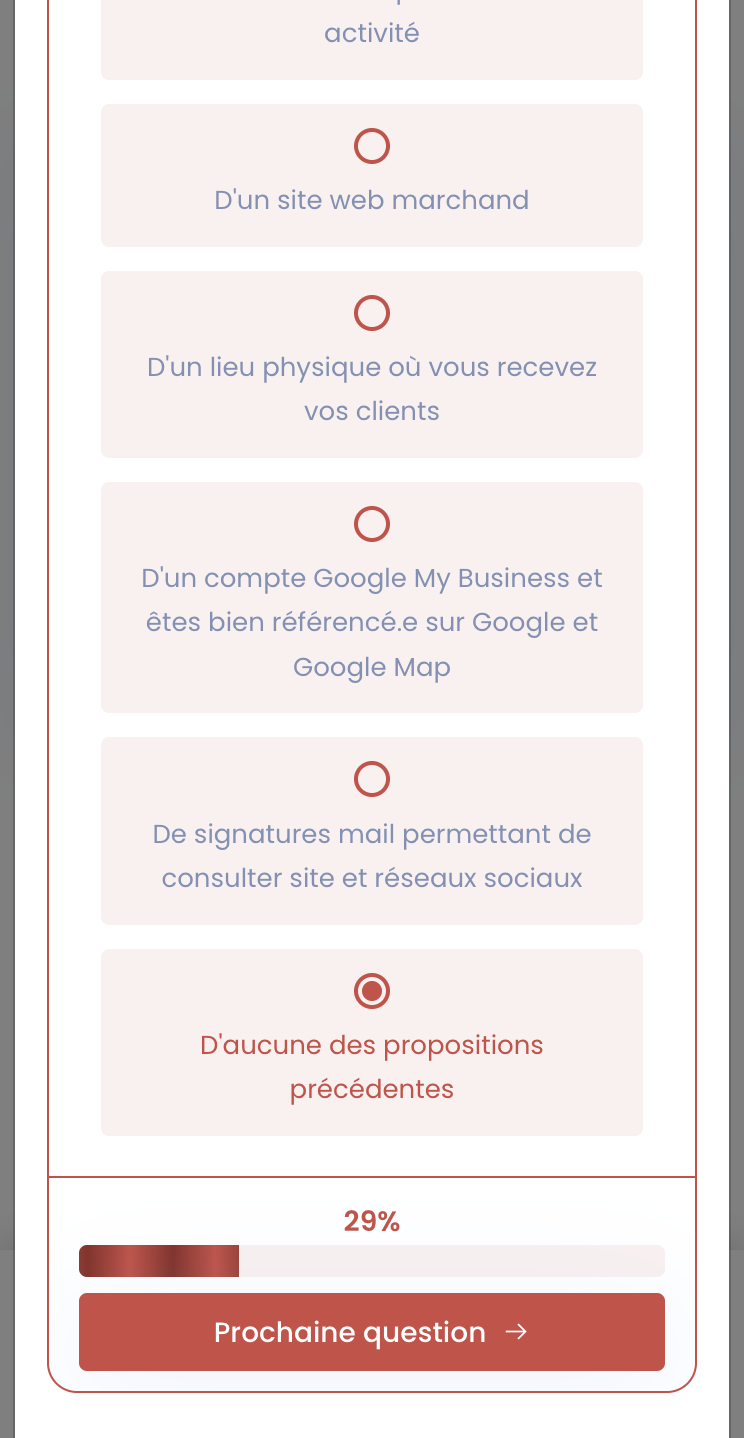 activité
D'un site web marchand
D'un lieu physique où vous recevez
vos clients
D'un compte Google My Business et
êtes bien référencé.e sur Google et
Google Map
De signatures mail permettant de
consulter site et réseaux sociaux
D'aucune des propositions
précédentes
29%
Prochaine question →